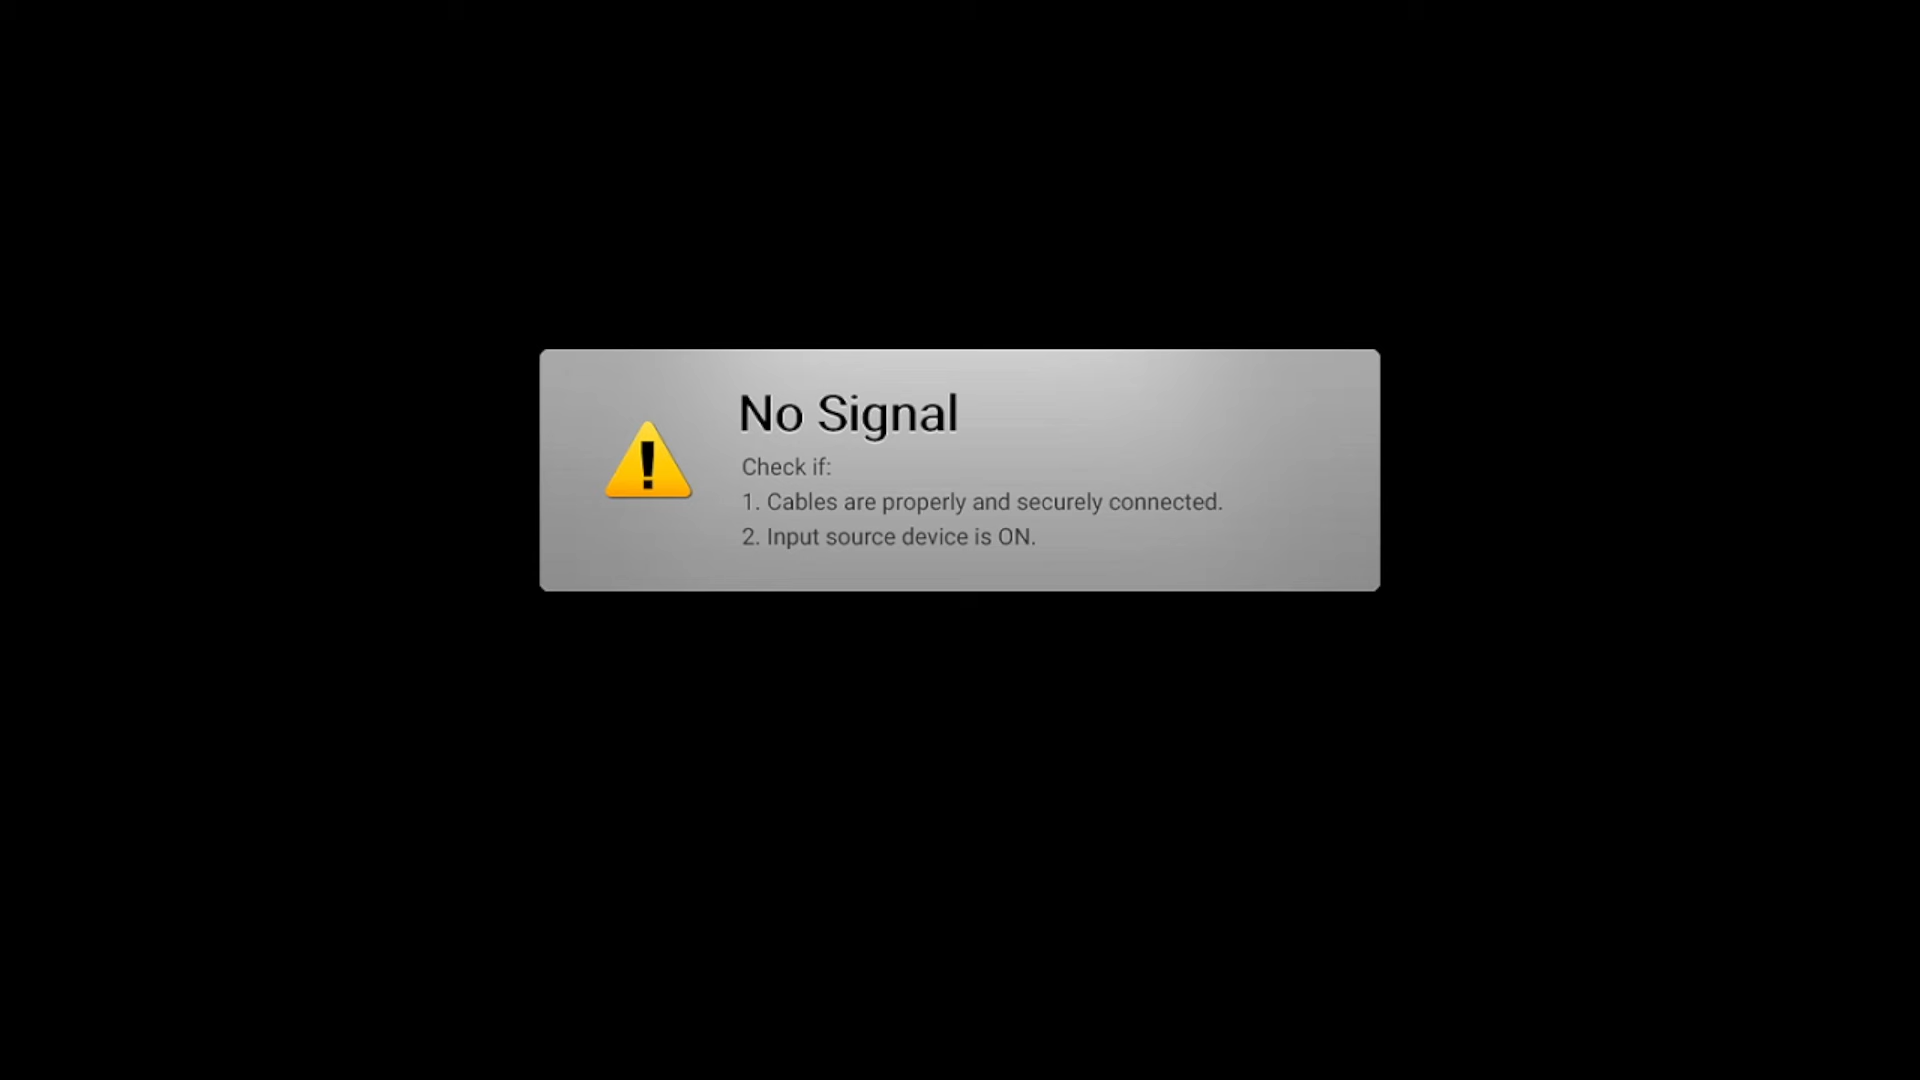 No Signal
Check if:
1. Cables are properly and securely connected.
2. Input source device is ON.